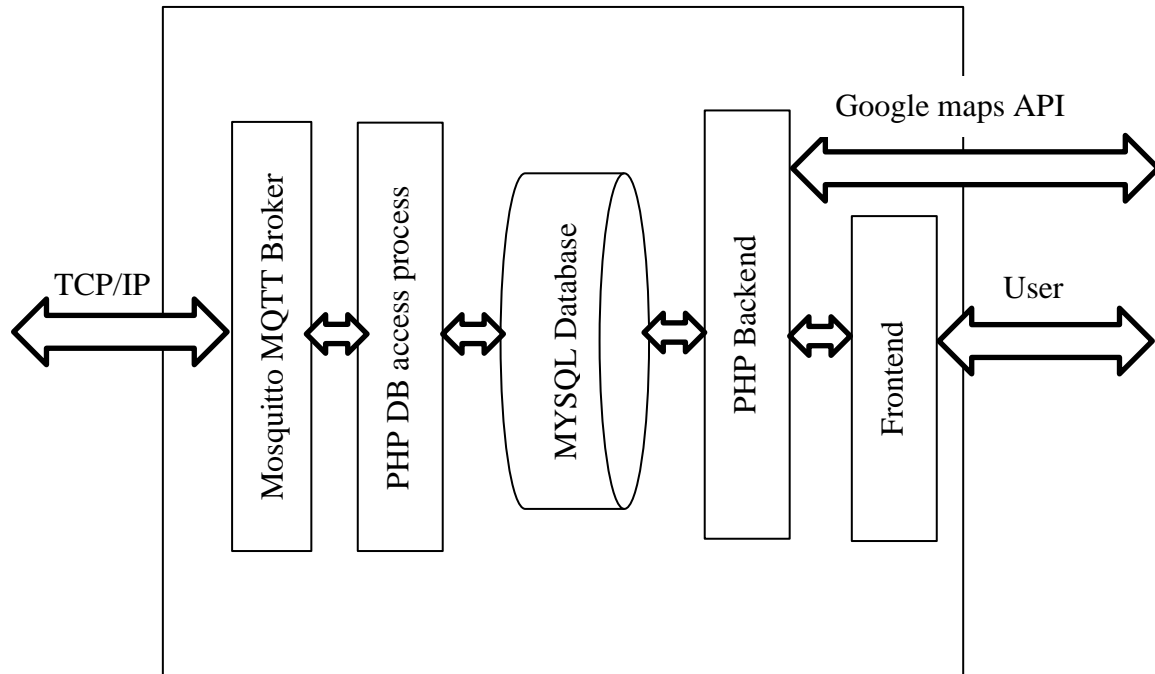 Google maps API
TCP/IP
Mosquitto MQTT Broker
PHP DB access process
MYSQL Database
PHP Backend
Frontend
User